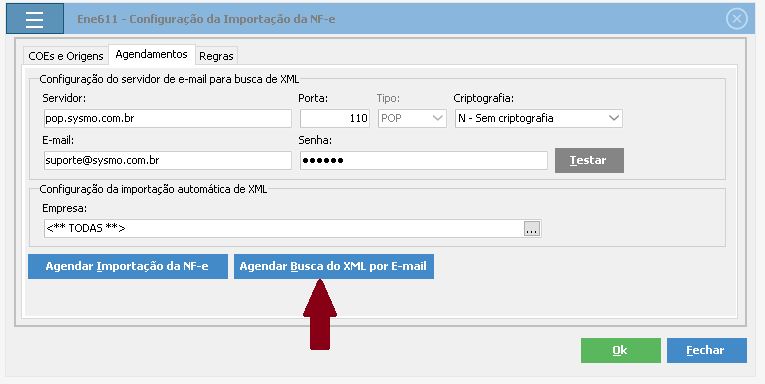 Ene611 - Configuração da Importação da NF-e
COEs e Origens Agendamentos Regras
Configuração do servidor de e-mail para busca de XML
Servidor: Porta: Tipo: Criptografia:
pop.sysmo.com.br 110 POP N - Sem criptografia
E-mail: Senha:
suporte@sysmo.com.br ●●●●●● Testar
Configuração da importação automática de XML
Empresa:
<** TODAS **> ...
Agendar Importação da NF-e Agendar Busca do XML por E-mail
Ok Fechar